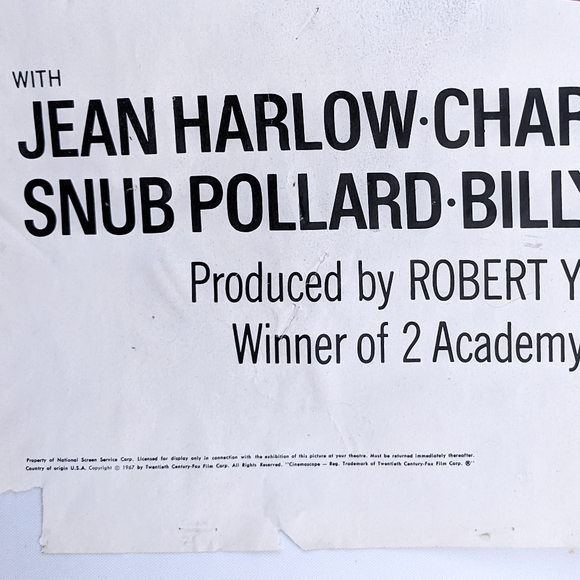 WITH
JEAN HARLOW·CHAR
SNUB POLLARD·BILLY
Produced by ROBERT Y
Winner of 2 Academy
Property of National Screen Service Corp. Licensed for display only in connection with the exhibition of this picture at your theatre. Must be returned immediately thereafter.
Country of origin U.S.A. Copyright © 1967 by Twentieth Century-Fox Film Corp. All Rights Reserved. "Cinemascope — Reg. Trademark of Twentieth Century-Fox Film Corp. ®"